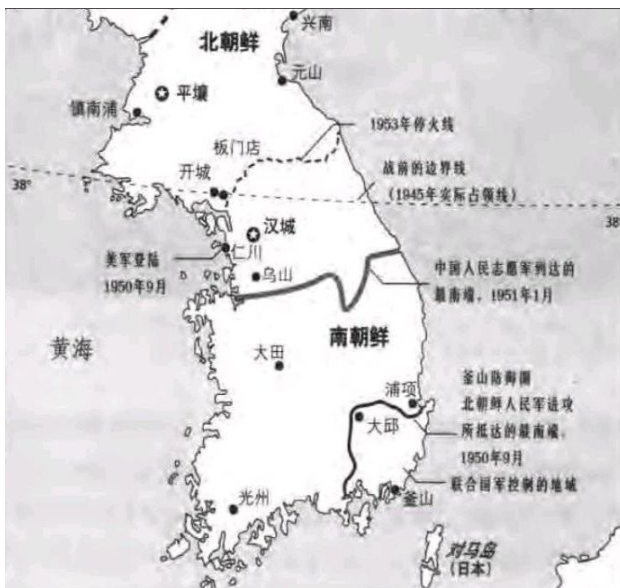 兴南
北朝鲜
元山
平壤
镇南浦
1953年停火线
板门店
战前的边界线
开城
38°
(1945年实际占领线)
38°
汉城
美军登陆
仁川
1950年9月
乌山
中国人民志愿军到达的
最南端，1951年1月
南朝鲜
黄海
大田
釜山防御圈
浦项
北朝鲜人民军进攻
大邱
所抵达的最南端，
1950年9月
联合国军控制的地域
釜山
光州
对马岛
(日本)